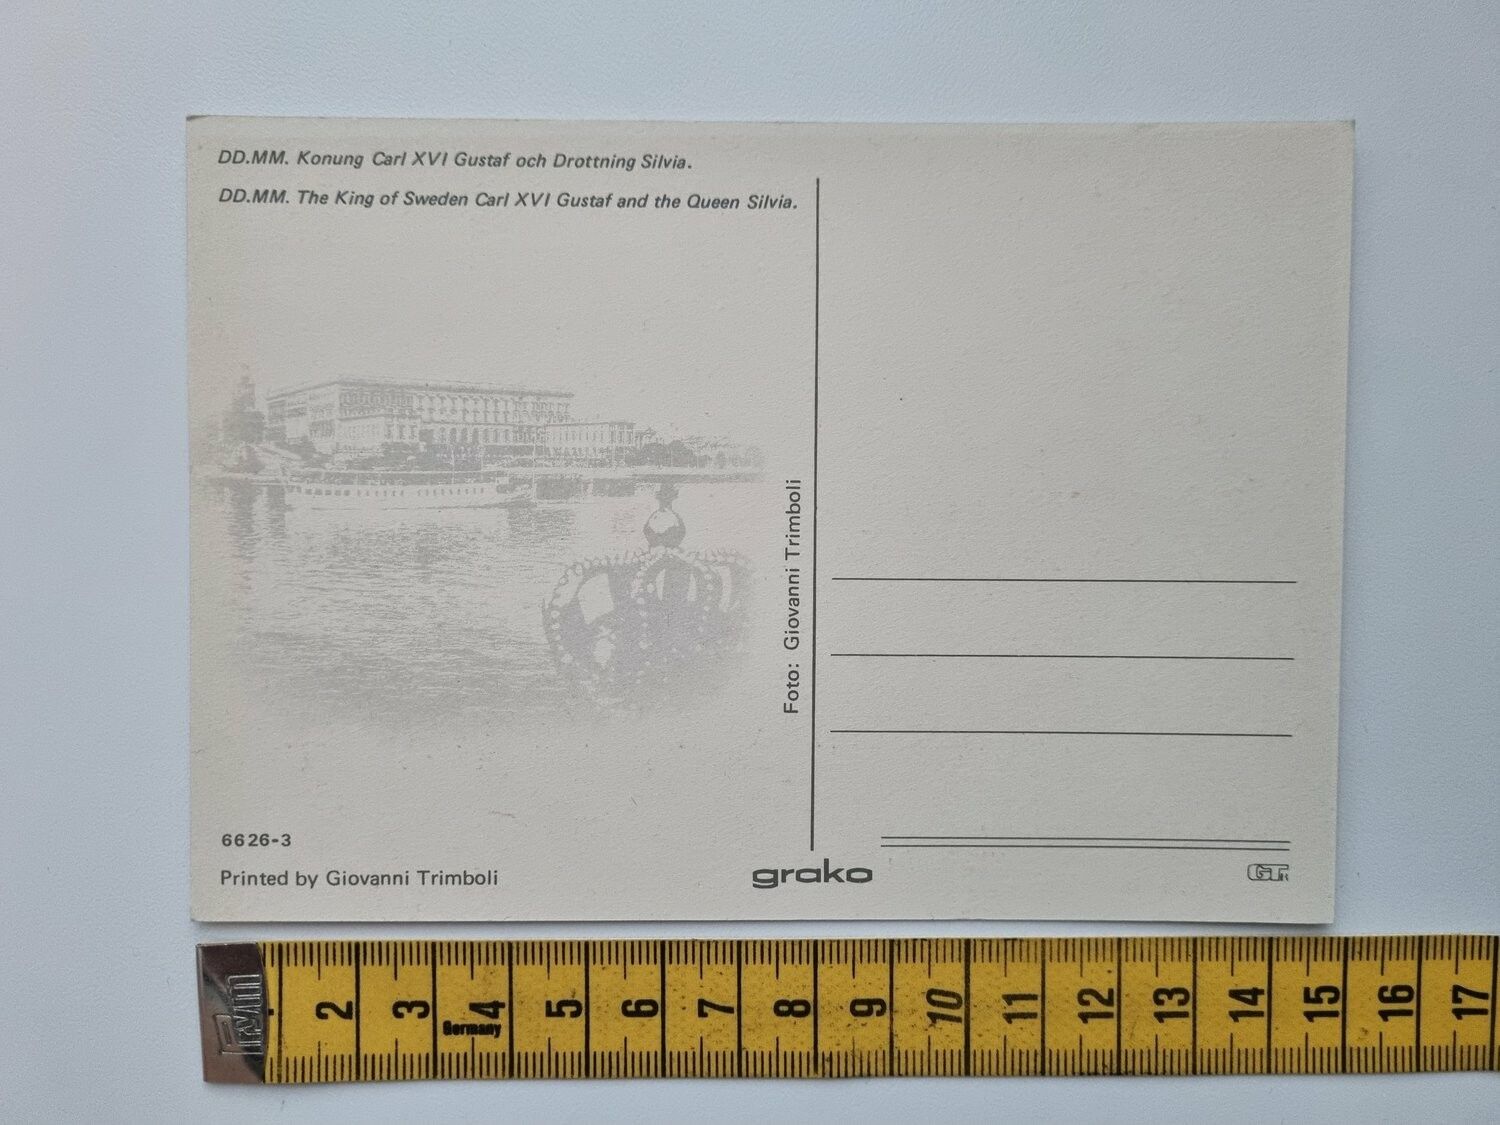 DD.MM. Konung Carl XVI Gustaf och Drottning Silvia.
DD.MM. The King of Sweden Carl XVI Gustaf and the Queen Silvia.
Foto: Giovanni Trimboli
6626-3
Printed by Giovanni Trimboli
grako
GT
Prym
2 3 4 5 6 7 8 9 10 11 12 13 14 15 16 17
Germany